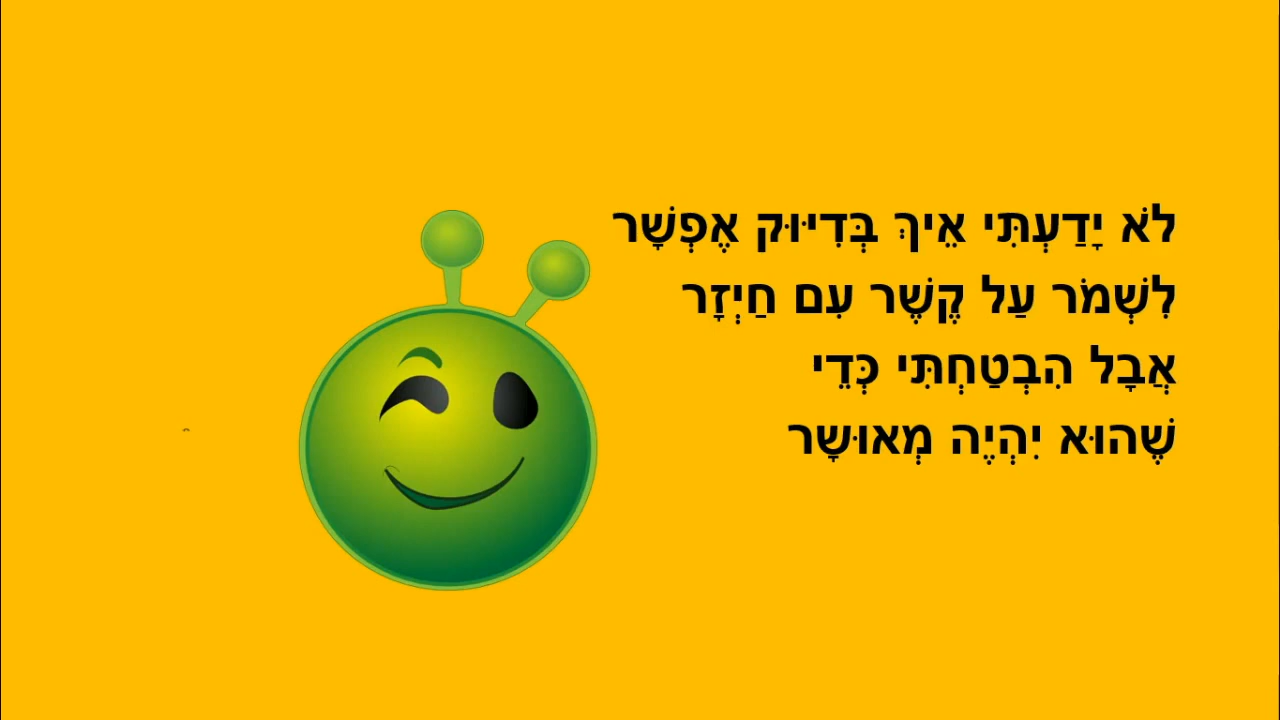 לֹא יָדַעְתִּי אֵיךְ בְּדִיּוּק אֶפְשָׁר
לִשְׁמֹר עַל קֶשֶׁר עִם חַיְזָר
אֲבָל הִבְטַחְתִּי כְּדֵי
שֶׁהוּא יִהְיֶה מְאוּשָׁר